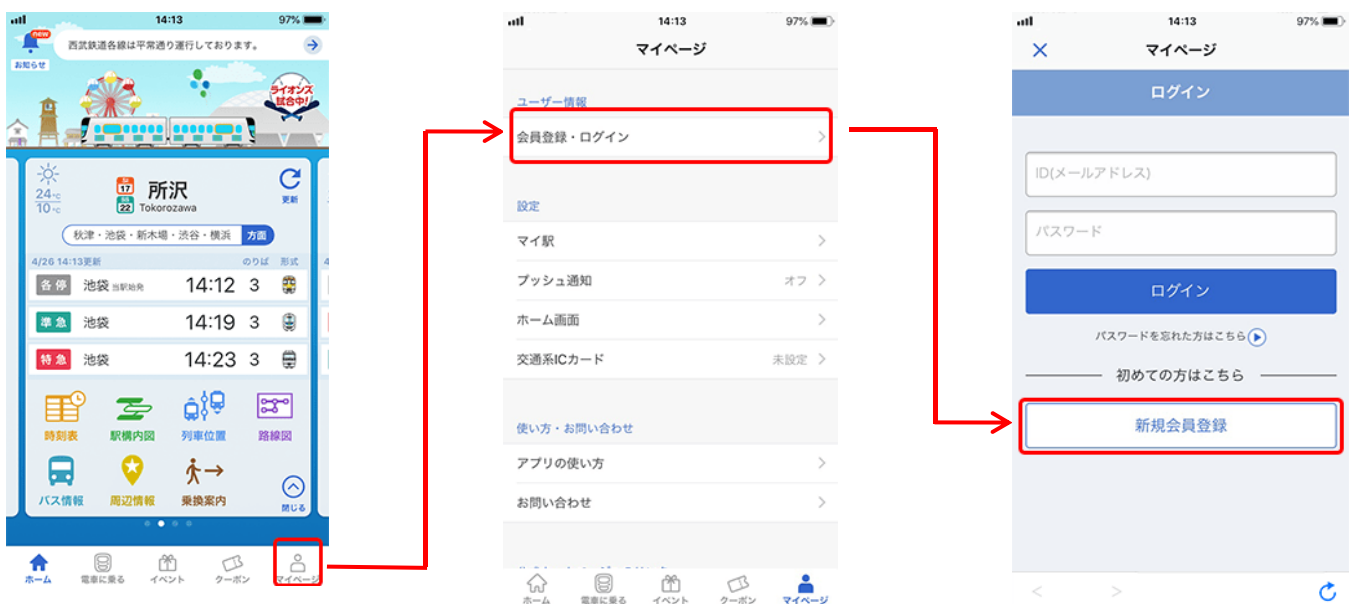 14:13
97%
new
お知らせ
西武鉄道各線は平常通り運行しております。
ライオンズ
試合中!
24℃
10℃
SI
17
SS
22
所沢
Tokorozawa
更新
秋津・池袋・新木場・渋谷・横浜 方面
4/26 14:13更新 のりば 形式
各停 池袋 当駅始発 14:12 3
準急 池袋 14:19 3
特急 池袋 14:23 3
時刻表 駅構内図 列車位置 路線図
バス情報 周辺情報 乗換案内 閉じる
ホーム 電車に乗る イベント クーポン マイページ
14:13
97%
マイページ
ユーザー情報
会員登録・ログイン
設定
マイ駅
プッシュ通知 オフ
ホーム画面
交通系ICカード 未設定
使い方・お問い合わせ
アプリの使い方
お問い合わせ
ホーム 電車に乗る イベント クーポン マイページ
14:13
97%
マイページ
ログイン
ID(メールアドレス)
パスワード
ログイン
パスワードを忘れた方はこちら
初めての方はこちら
新規会員登録